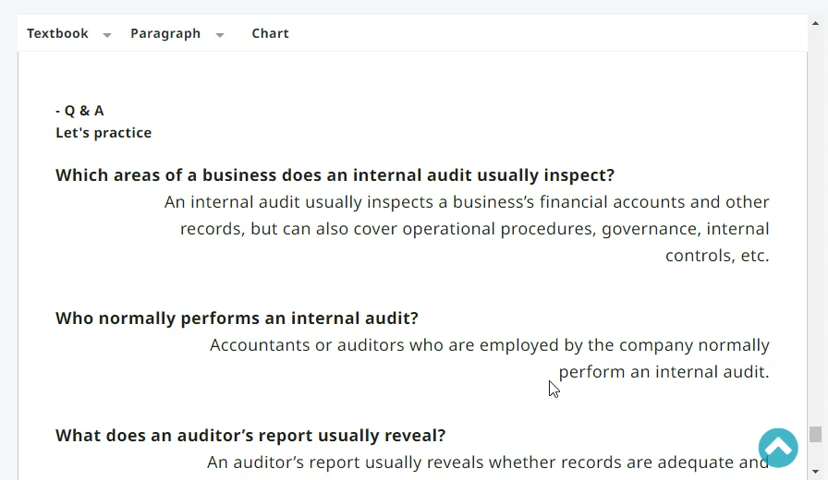 Textbook Paragraph Chart
- Q & A
Let's practice
Which areas of a business does an internal audit usually inspect?
An internal audit usually inspects a business’s financial accounts and other
records, but can also cover operational procedures, governance, internal
controls, etc.
Who normally performs an internal audit?
Accountants or auditors who are employed by the company normally
perform an internal audit.
What does an auditor’s report usually reveal?
An auditor’s report usually reveals whether records are adequate and